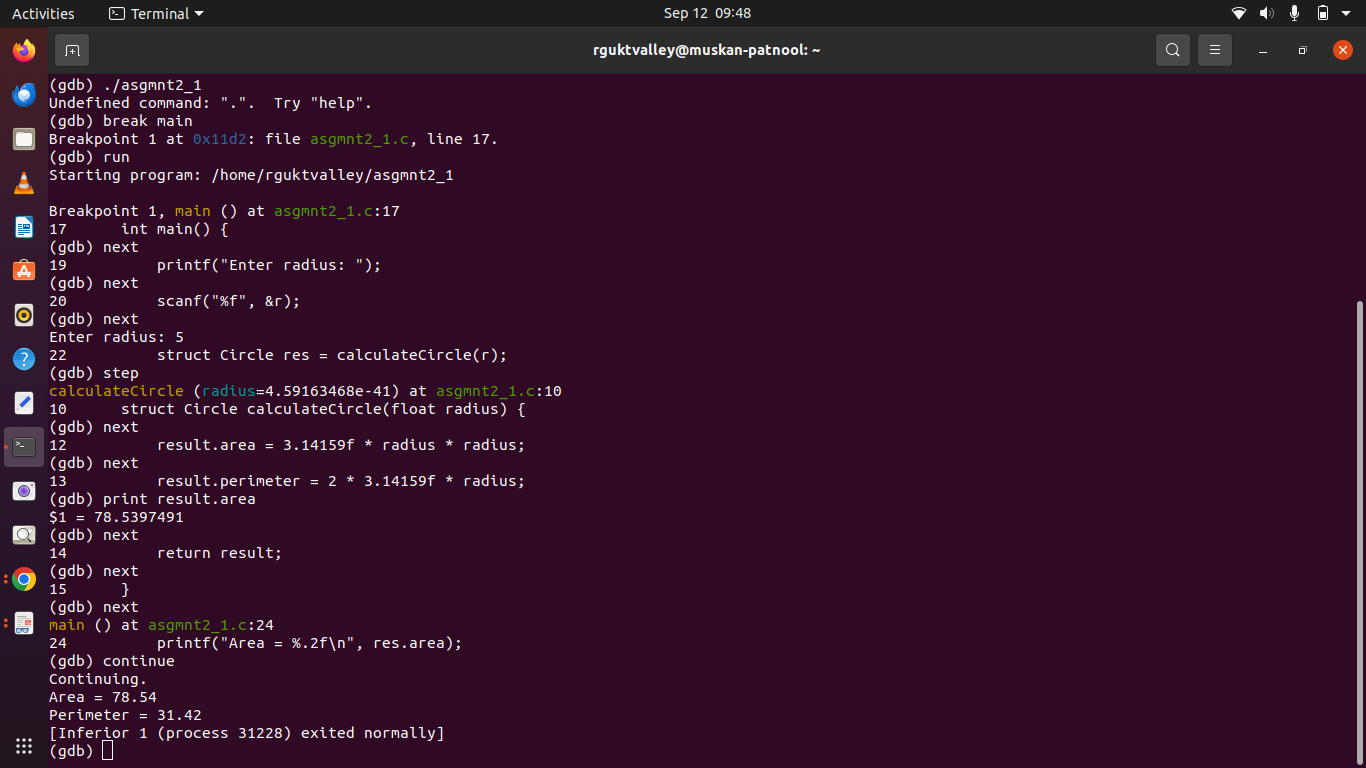 Activities
Terminal
Sep 12 09:48
rguktvalley@muskan-patnool: ~
(gdb) ./asgmnt2_1
Undefined command: ".".  Try "help".
(gdb) break main
Breakpoint 1 at 0x11d2: file asgmnt2_1.c, line 17.
(gdb) run
Starting program: /home/rguktvalley/asgmnt2_1
Breakpoint 1, main () at asgmnt2_1.c:17
17      int main() {
(gdb) next
19          printf("Enter radius: ");
(gdb) next
20          scanf("%f", &r);
(gdb) next
Enter radius: 5
22          struct Circle res = calculateCircle(r);
(gdb) step
calculateCircle (radius=4.59163468e-41) at asgmnt2_1.c:10
10      struct Circle calculateCircle(float radius) {
(gdb) next
12          result.area = 3.14159f * radius * radius;
(gdb) next
13          result.perimeter = 2 * 3.14159f * radius;
(gdb) print result.area
$1 = 78.5397491
(gdb) next
14          return result;
(gdb) next
15      }
(gdb) next
main () at asgmnt2_1.c:24
24          printf("Area = %.2f\n", res.area);
(gdb) continue
Continuing.
Area = 78.54
Perimeter = 31.42
[Inferior 1 (process 31228) exited normally]
(gdb)